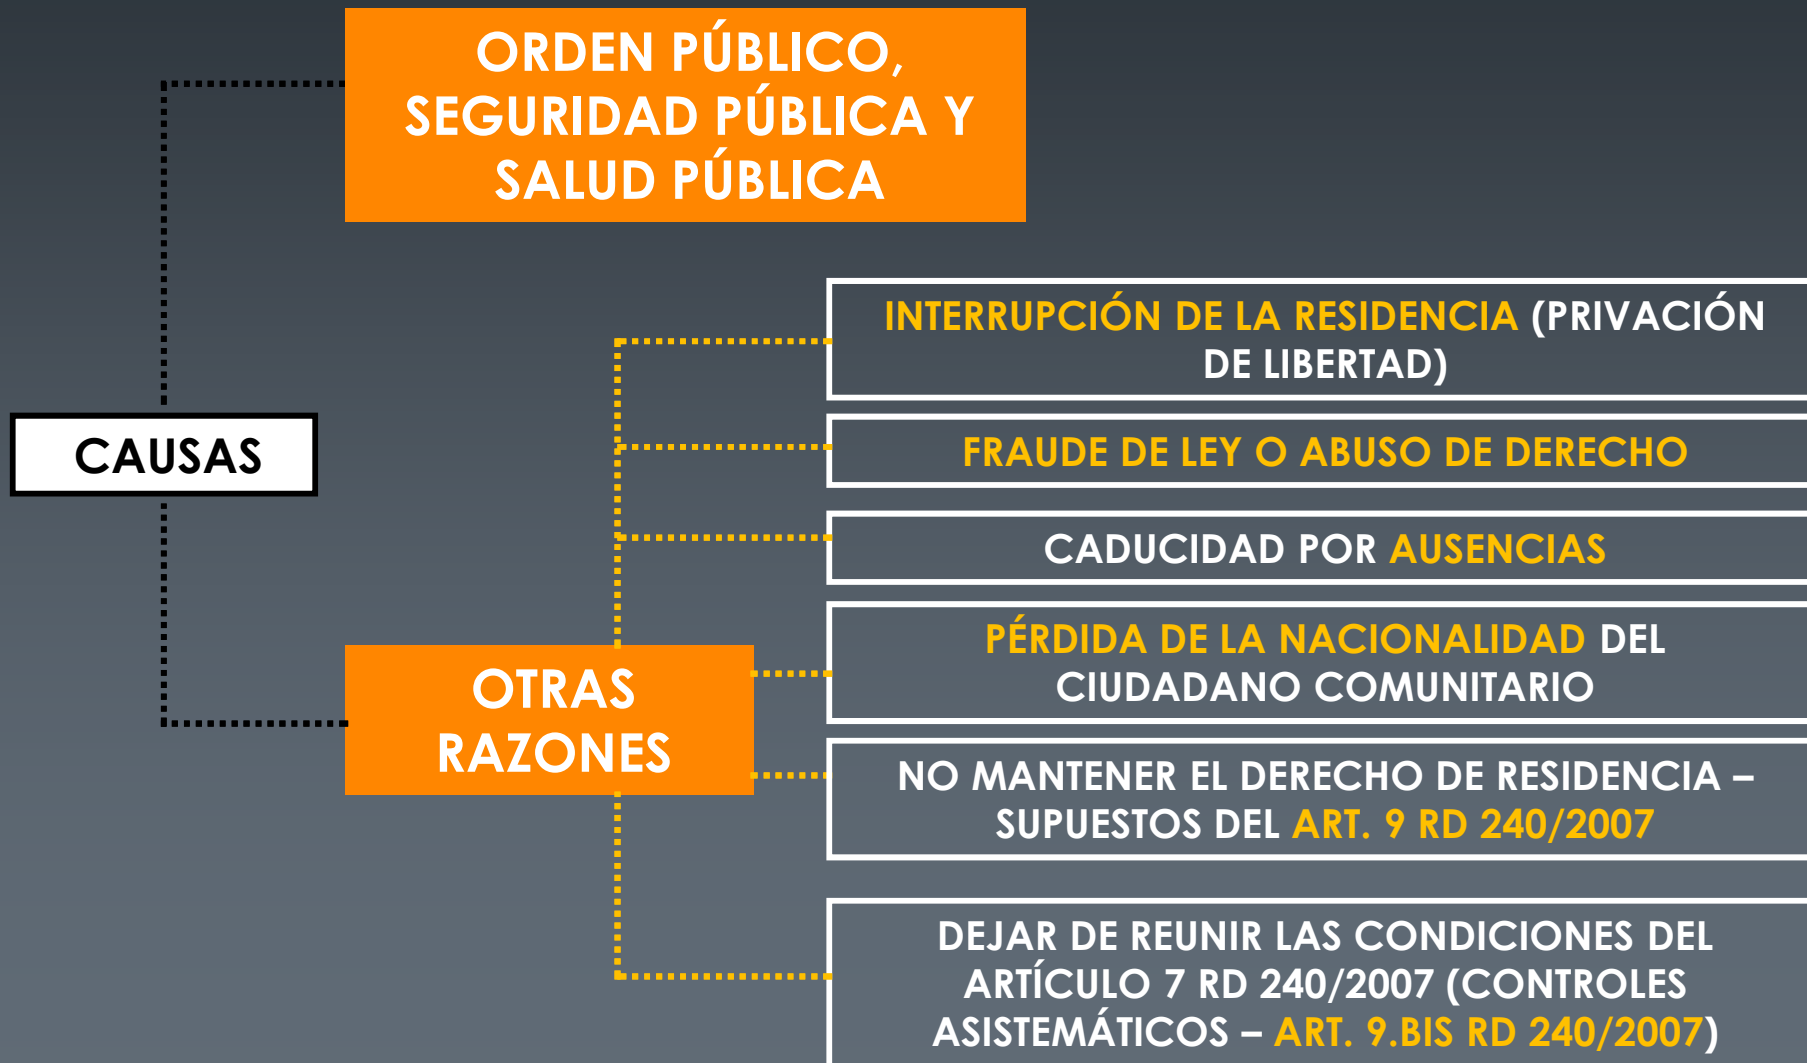 ORDEN PÚBLICO,
SEGURIDAD PÚBLICA Y
SALUD PÚBLICA
INTERRUPCIÓN DE LA RESIDENCIA (PRIVACIÓN
DE LIBERTAD)
CAUSAS
FRAUDE DE LEY O ABUSO DE DERECHO
CADUCIDAD POR AUSENCIAS
OTRAS
RAZONES
PÉRDIDA DE LA NACIONALIDAD DEL
CIUDADANO COMUNITARIO
NO MANTENER EL DERECHO DE RESIDENCIA –
SUPUESTOS DEL ART. 9 RD 240/2007
DEJAR DE REUNIR LAS CONDICIONES DEL
ARTÍCULO 7 RD 240/2007 (CONTROLES
ASISTEMÁTICOS – ART. 9.BIS RD 240/2007)